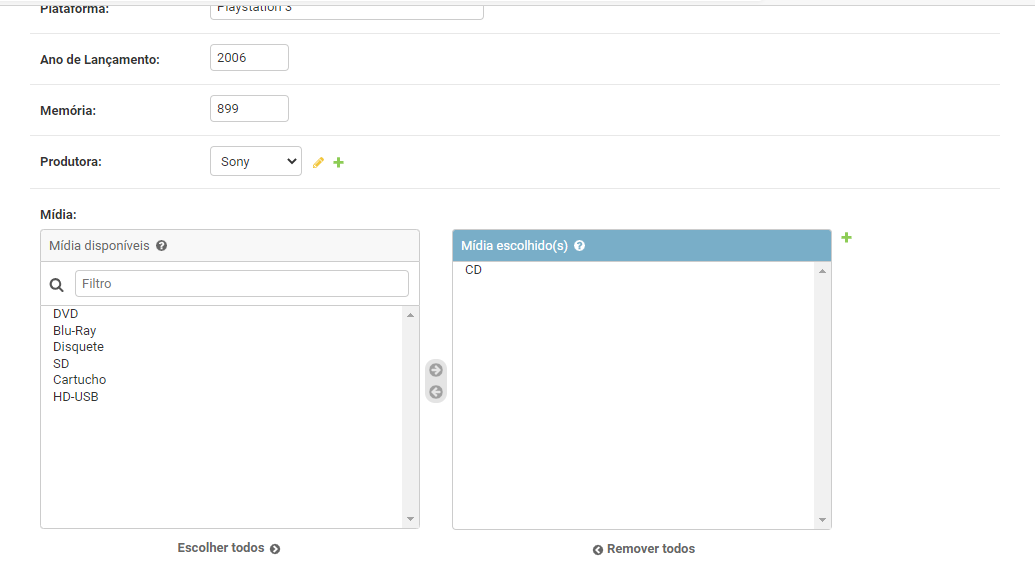 Plataforma: Playstation 3
Ano de Lançamento: 2006
Memória: 899
Produtora: Sony
Mídia:
Mídia disponíveis
Filtro
DVD
Blu-Ray
Disquete
SD
Cartucho
HD-USB
Escolher todos
Mídia escolhido(s)
CD
Remover todos